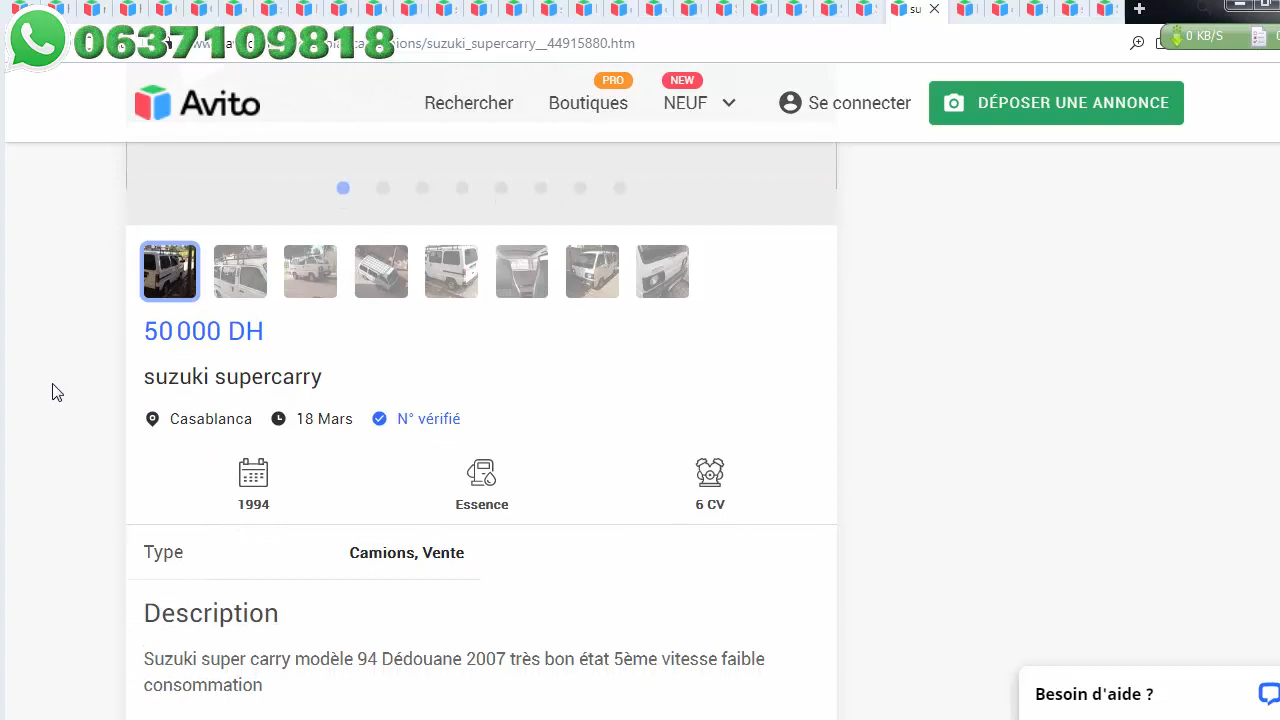 su
0637109818
ions/suzuki_supercarry__44915880.htm
0 KB/S
Avito
Rechercher
PRO
Boutiques
NEW
NEUF
Se connecter
DÉPOSER UNE ANNONCE
50 000 DH
suzuki supercarry
Casablanca
18 Mars
N° vérifié
1994
Essence
6 CV
Type
Camions, Vente
Description
Suzuki super carry modèle 94 Dédouane 2007 très bon état 5ème vitesse faible
consommation
Besoin d'aide ?